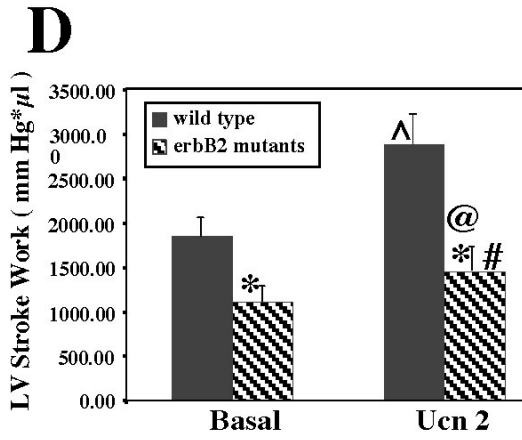 D
LV Stroke Work ( mm Hg*µl )
3500.00
3000.0
0
2500.00
2000.00
1500.00
1000.00
500.00
0.00
wild type
erbB2 mutants
^
@
* #
*
Basal Ucn 2